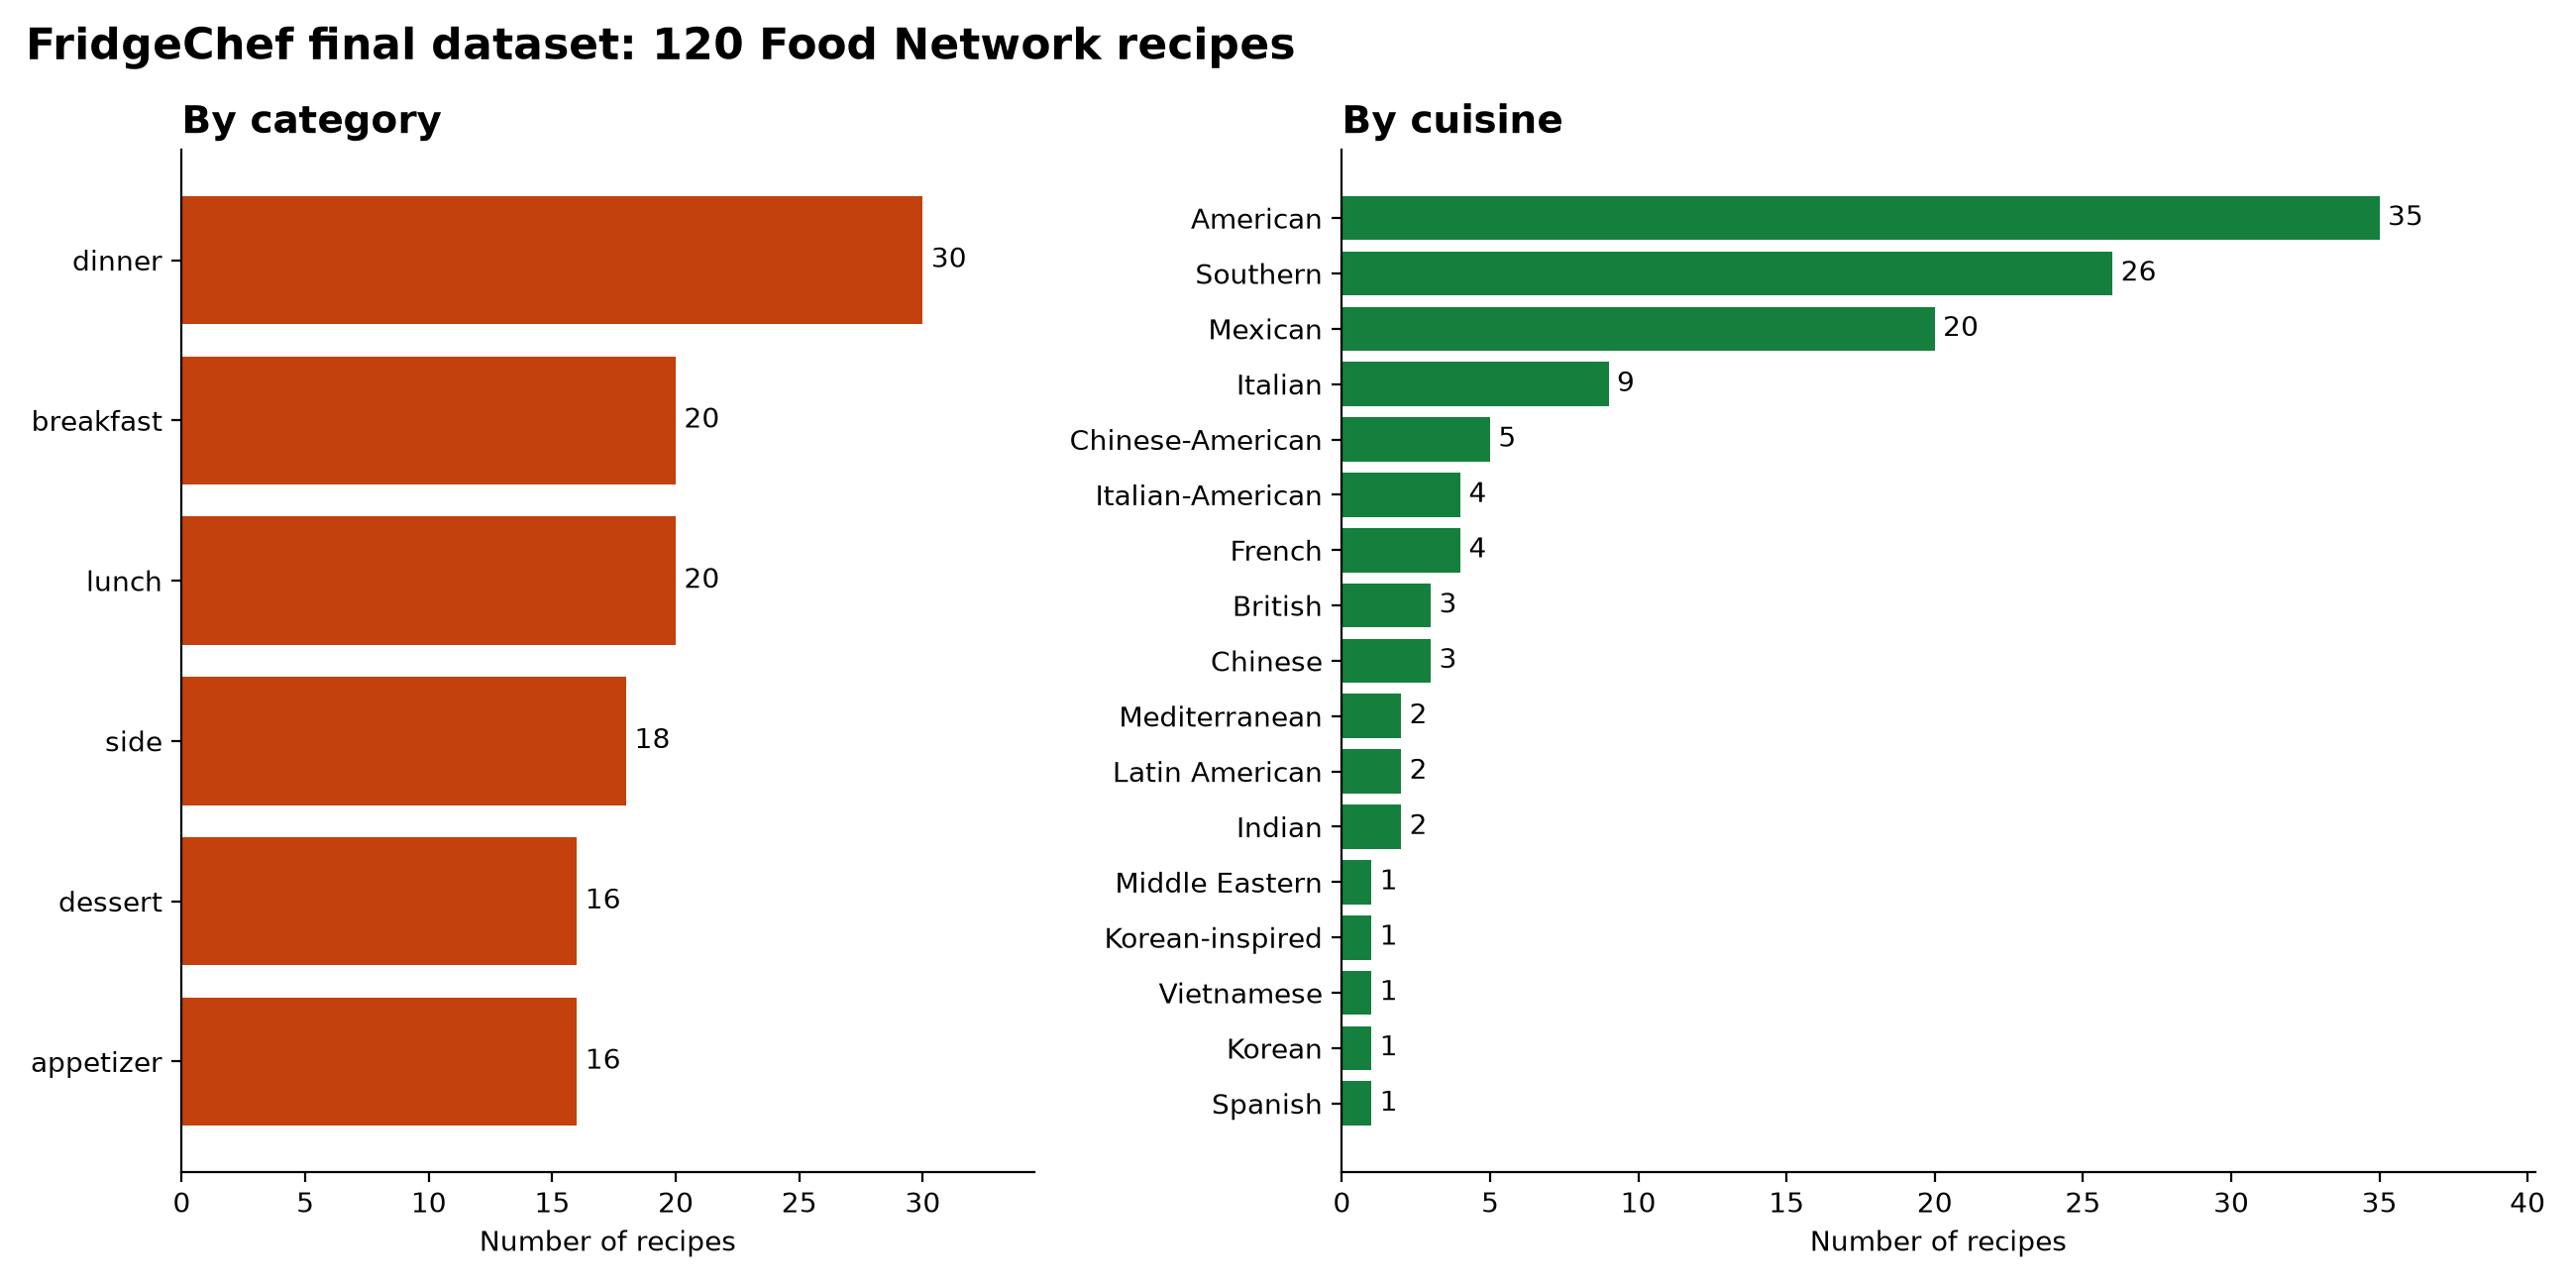 FridgeChef final dataset: 120 Food Network recipes
By category
dinner 30
breakfast 20
lunch 20
side 18
dessert 16
appetizer 16
0 5 10 15 20 25 30
Number of recipes
By cuisine
American 35
Southern 26
Mexican 20
Italian 9
Chinese-American 5
Italian-American 4
French 4
British 3
Chinese 3
Mediterranean 2
Latin American 2
Indian 2
Middle Eastern 1
Korean-inspired 1
Vietnamese 1
Korean 1
Spanish 1
0 5 10 15 20 25 30 35 40
Number of recipes